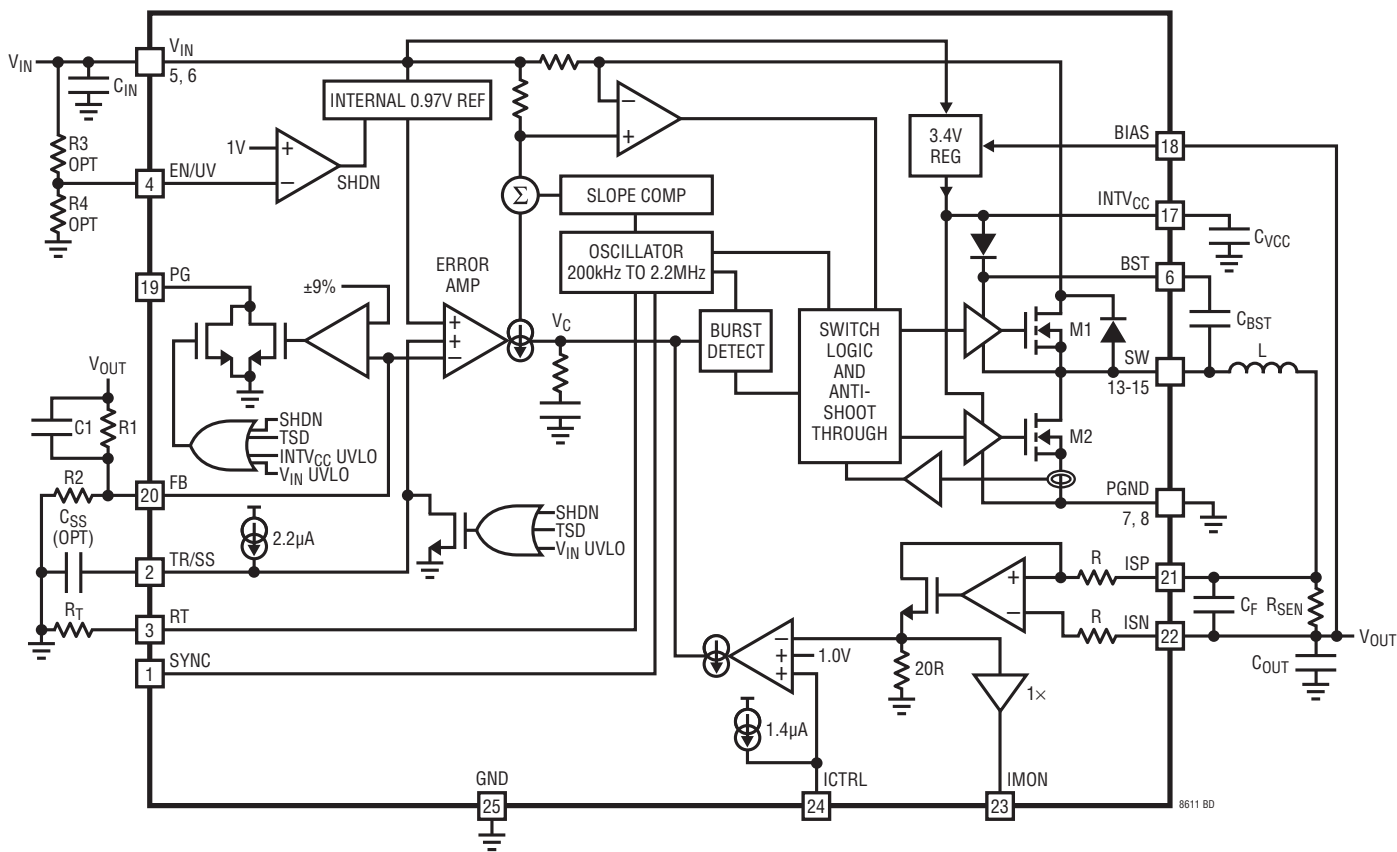 VIN
VIN
5, 6
CIN
R3
OPT
R4
OPT
4
EN/UV
1V
+
−
SHDN
INTERNAL 0.97V REF
−
+
Σ
SLOPE COMP
OSCILLATOR
200kHz TO 2.2MHz
3.4V
REG
BIAS
18
INTVCC
17
CVCC
BST
6
CBST
M1
SW
13-15
L
M2
PGND
7, 8
19
PG
±9%
ERROR
AMP
+
+
−
VC
BURST
DETECT
SWITCH
LOGIC
AND
ANTI-
SHOOT
THROUGH
VOUT
C1
R1
SHDN
TSD
INTVCC UVLO
VIN UVLO
R2
20
FB
CSS
(OPT)
2.2µA
SHDN
TSD
VIN UVLO
2
TR/SS
RT
3
RT
1
SYNC
+
−
R
ISP
21
R
ISN
22
CF
RSEN
VOUT
COUT
−
+
+
1.0V
20R
1×
1.4µA
GND
25
ICTRL
24
IMON
23
8611 BD